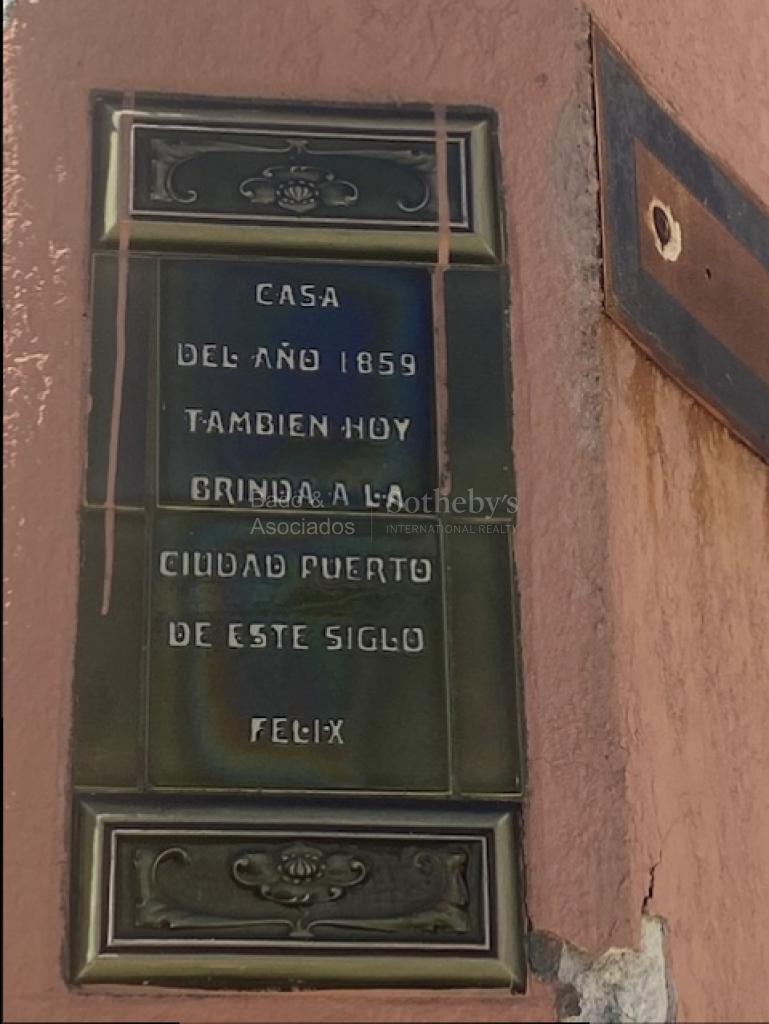 CASA
DEL AÑO 1859
TAMBIEN HOY
BRINDA A LA
CIUDAD PUERTO
DE ESTE SIGLO
FELIX
Bado & Asociados
Sotheby's
INTERNATIONAL REALTY